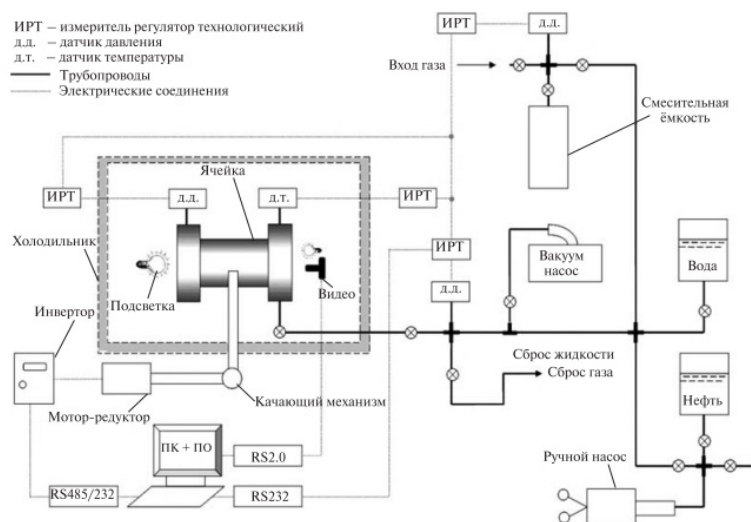 ИРТ – измеритель регулятор технологический
д.д. – датчик давления
д.т. – датчик температуры
Трубопроводы
Электрические соединения
ИРТ
д.д.
Вход газа
Смесительная
ёмкость
Ячейка
ИРТ
д.д.
д.т.
ИРТ
Холодильник
ИРТ
Вакуум
насос
Вода
Подсветка
Видео
д.д.
Инвертор
Сброс жидкости
Сброс газа
Качающий механизм
Мотор-редуктор
Нефть
ПК + ПО
RS2.0
Ручной насос
RS485/232
RS232